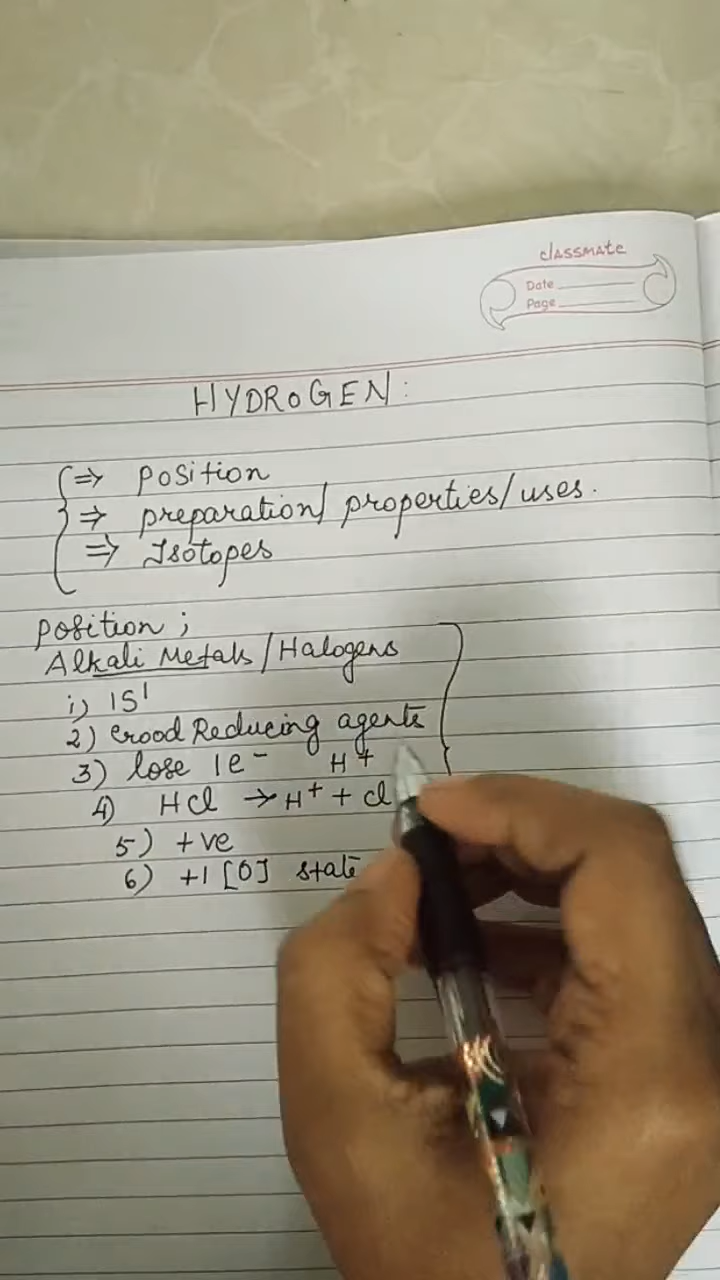 classmate
Date
Page
HYDROGEN:
⇒ position
⇒ preparation/ properties/uses.
⇒ Isotopes
position ;
Alkali Metals/Halogens
i) 1S¹
2) Good Reducing agents
3) lose 1e⁻ H⁺
4) HCl → H⁺ + Cl
5) +ve
6) +1 [O] state